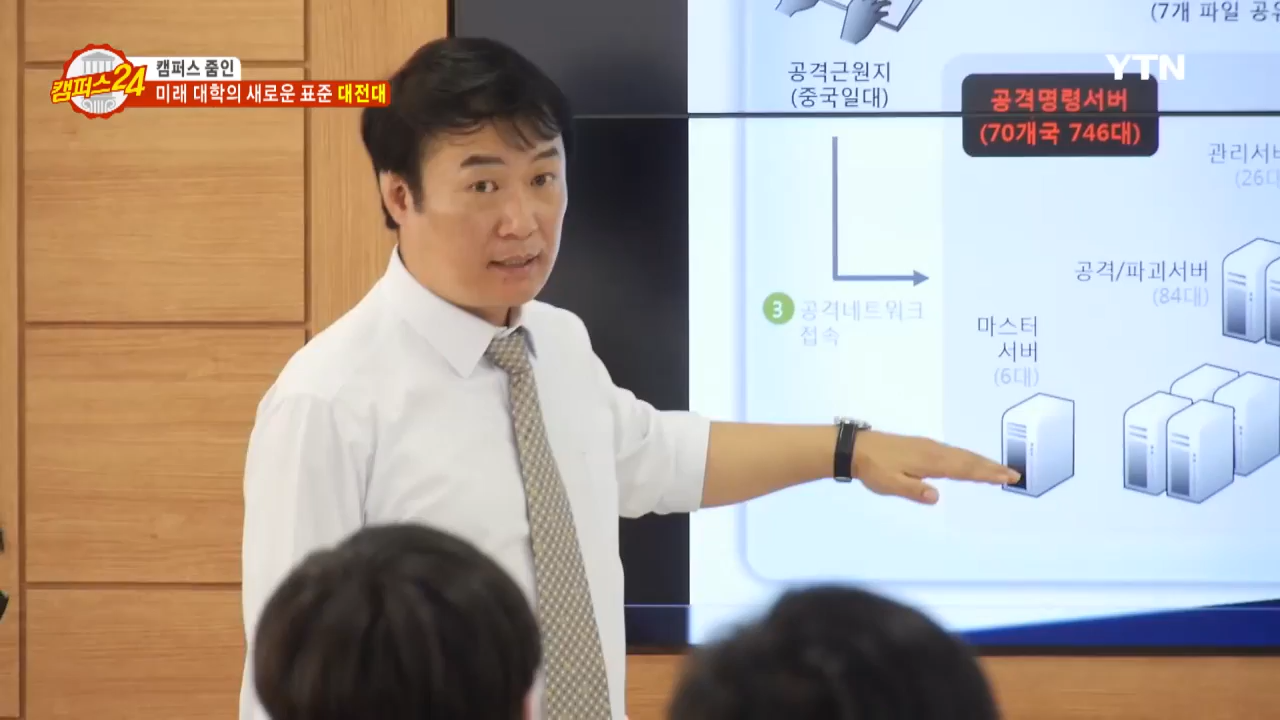 캠퍼스24
캠퍼스 줌인
미래 대학의 새로운 표준 대전대
YTN
(7개 파일 공유
공격근원지
(중국일대)
공격명령서버
(70개국 746대)
관리서버
(26대
공격/파괴서버
(84대)
3 공격네트워크
접속
마스터
서버
(6대)